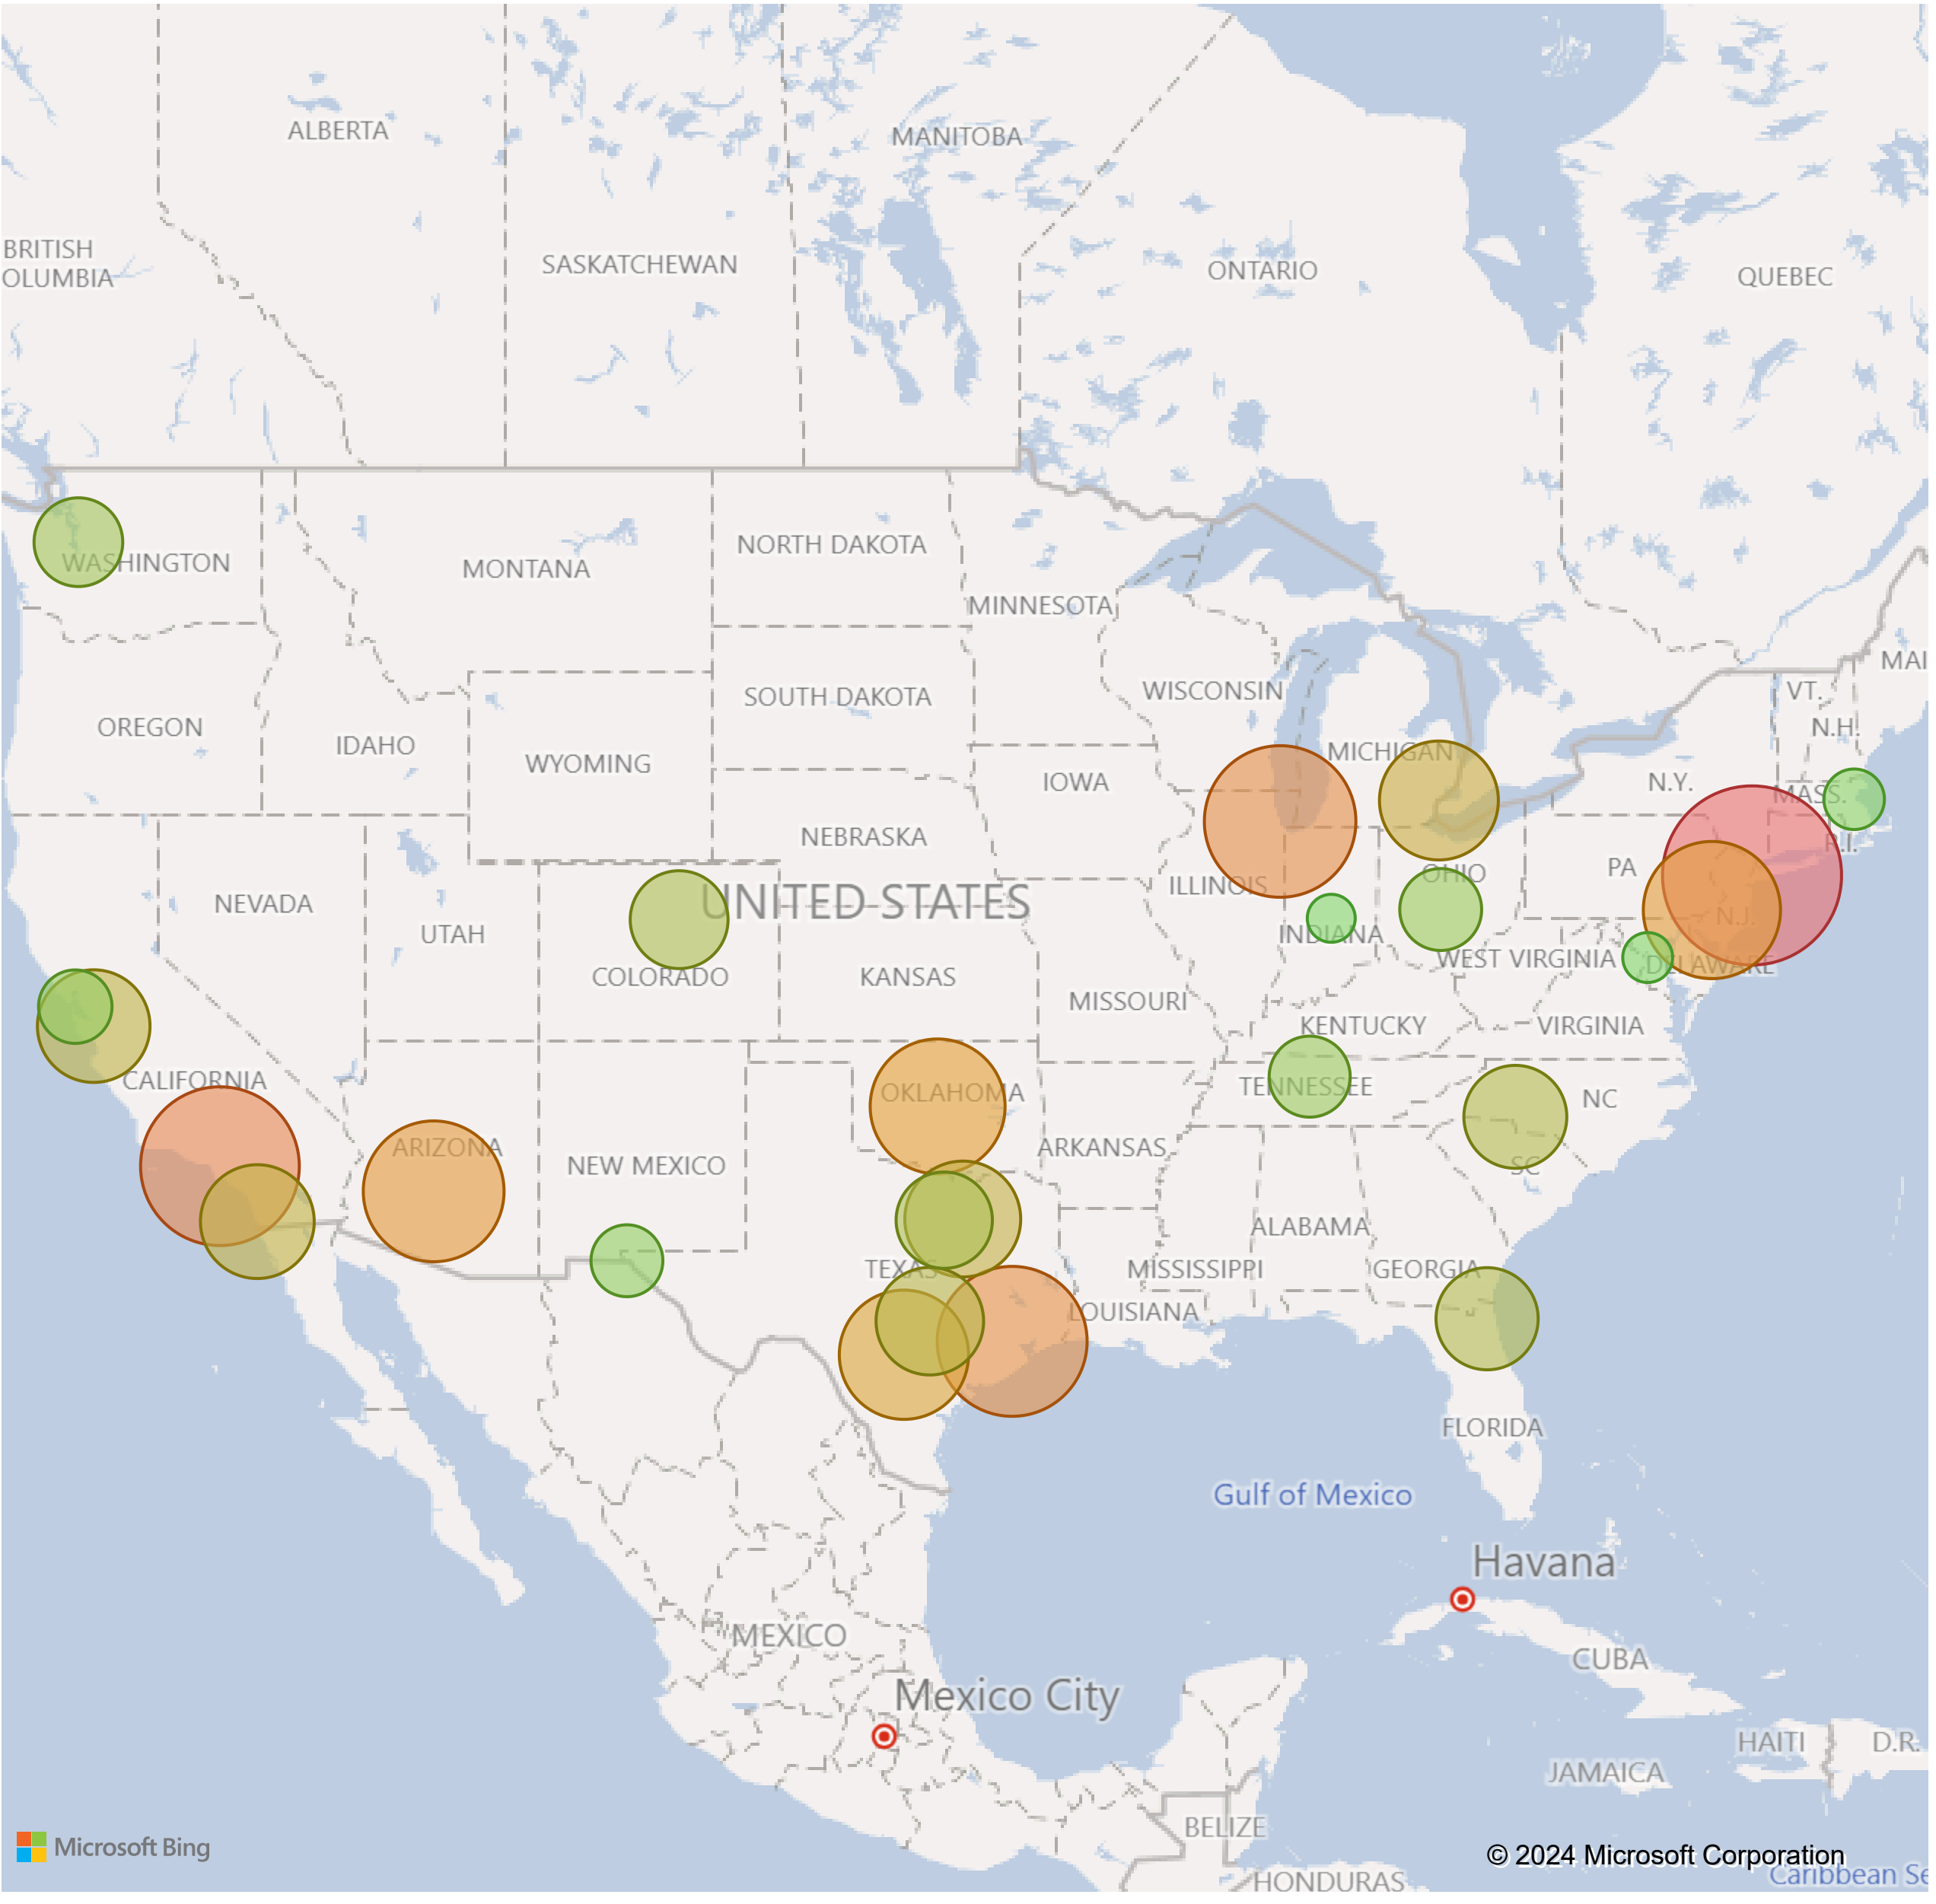 ALBERTA
MANITOBA
BRITISH
OLUMBIA
SASKATCHEWAN
ONTARIO
QUEBEC
WASHINGTON
MONTANA
NORTH DAKOTA
MINNESOTA
MAI
OREGON
IDAHO
WYOMING
SOUTH DAKOTA
WISCONSIN
VT.
N.H.
MICHIGAN
IOWA
N.Y.
MASS.
R.I.
NEBRASKA
ILLINOIS
OHIO
PA
NEVADA
UNITED STATES
N.J.
UTAH
INDIANA
COLORADO
KANSAS
WEST VIRGINIA
DELAWARE
MISSOURI
KENTUCKY
VIRGINIA
CALIFORNIA
OKLAHOMA
TENNESSEE
NC
ARIZONA
NEW MEXICO
ARKANSAS
SC
ALABAMA
TEXAS
MISSISSIPPI
GEORGIA
LOUISIANA
FLORIDA
Gulf of Mexico
Havana
MEXICO
CUBA
Mexico City
HAITI
D.R.
JAMAICA
BELIZE
Microsoft Bing
© 2024 Microsoft Corporation
Caribbean Se
HONDURAS